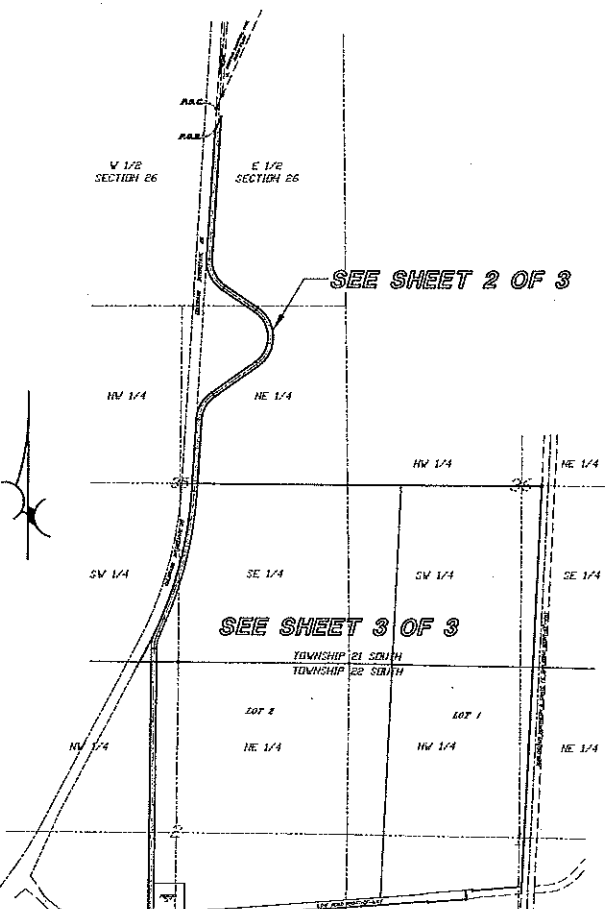 P.O.C.
P.O.B.
W 1/2
SECTION 26
E 1/2
SECTION 26
SEE SHEET 2 OF 3
NW 1/4
NE 1/4
NW 1/4
NE 1/4
36
SW 1/4
SE 1/4
SW 1/4
SE 1/4
SEE SHEET 3 OF 3
TOWNSHIP 21 SOUTH
TOWNSHIP 22 SOUTH
LOT 2
LOT 1
NW 1/4
NE 1/4
NW 1/4
NE 1/4
2